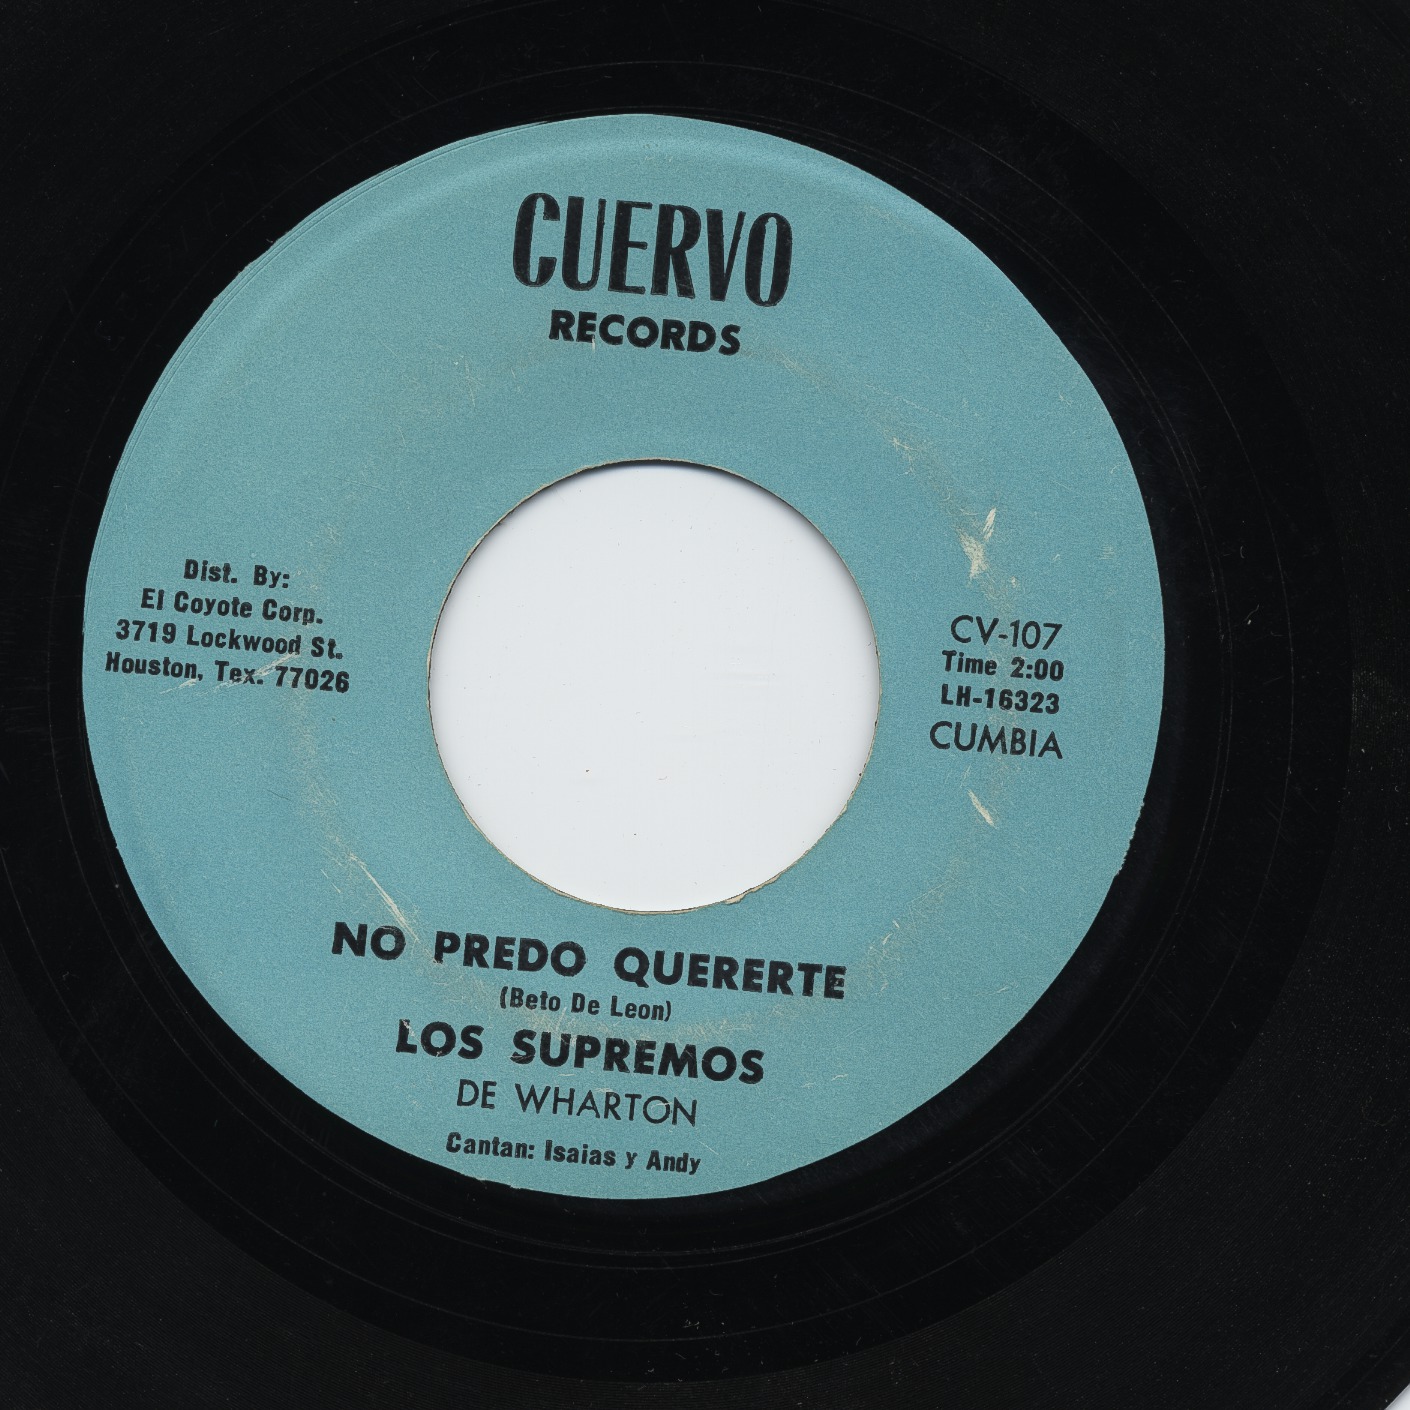 CUERVO
RECORDS
Dist. By:
El Coyote Corp.
3719 Lockwood St.
Houston, Tex. 77026
CV-107
Time 2:00
LH-16323
CUMBIA
NO PREDO QUERERTE
(Beto De Leon)
LOS SUPREMOS
DE WHARTON
Cantan: Isaias y Andy